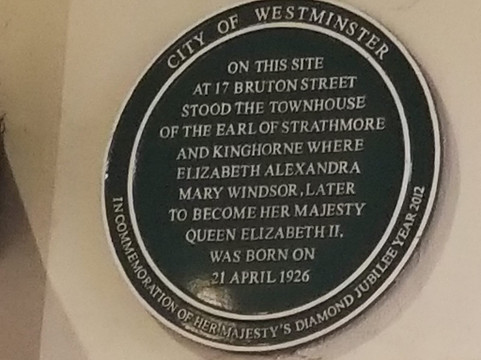 CITY OF WESTMINSTER
ON THIS SITE
AT 17 BRUTON STREET
STOOD THE TOWNHOUSE
OF THE EARL OF STRATHMORE
AND KINGHORNE WHERE
ELIZABETH ALEXANDRA
MARY WINDSOR, LATER
TO BECOME HER MAJESTY
QUEEN ELIZABETH II,
WAS BORN ON
21 APRIL 1926
IN COMMEMORATION OF HER MAJESTY'S DIAMOND JUBILEE YEAR 2012